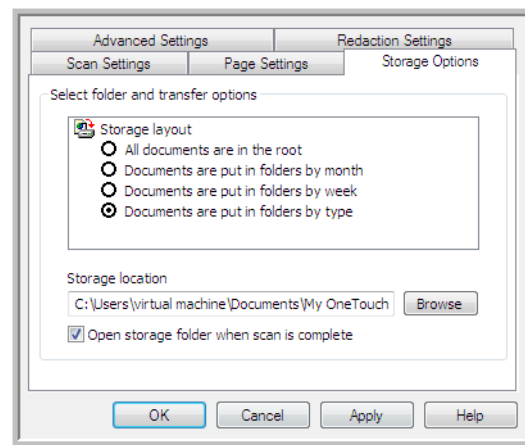 Advanced Settings Redaction Settings
Scan Settings Page Settings Storage Options
Select folder and transfer options
Storage layout
All documents are in the root
Documents are put in folders by month
Documents are put in folders by week
Documents are put in folders by type
Storage location
C:\Users\virtual machine\Documents\My OneTouch Browse
Open storage folder when scan is complete
OK Cancel Apply Help